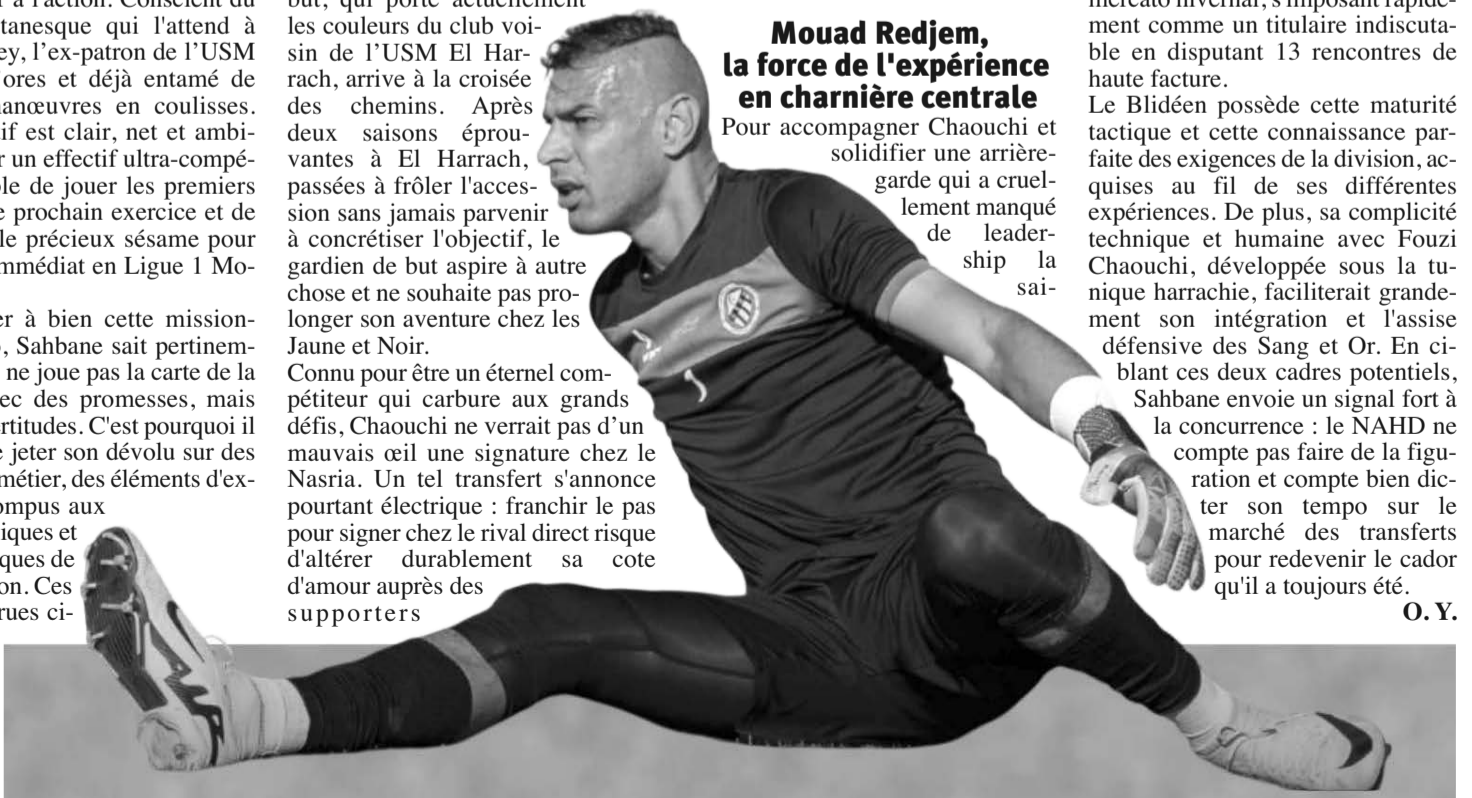 r à l'action. Conscient du
tanesque qui l'attend à
ey, l'ex-patron de l'USM
ores et déjà entamé de
anœuvres en coulisses.
if est clair, net et ambi-
r un effectif ultra-compé-
le de jouer les premiers
e prochain exercice et de
le précieux sésame pour
mmédiat en Ligue 1 Mo-
er à bien cette mission-
, Sahbane sait pertinem-
ne joue pas la carte de la
ec des promesses, mais
rtitudes. C'est pourquoi il
e jeter son dévolu sur des
métier, des éléments d'ex-
ompus aux
iques et
ques de
on. Ces
rues ci-
but, qui porte actuellement
les couleurs du club voi-
sin de l'USM El Har-
rach, arrive à la croisée
des chemins. Après
deux saisons éprou-
vantes à El Harrach,
passées à frôler l'acces-
sion sans jamais parvenir
à concrétiser l'objectif, le
gardien de but aspire à autre
chose et ne souhaite pas pro-
longer son aventure chez les
Jaune et Noir.
Connu pour être un éternel com-
pétiteur qui carbure aux grands
défis, Chaouchi ne verrait pas d'un
mauvais œil une signature chez le
Nasria. Un tel transfert s'annonce
pourtant électrique : franchir le pas
pour signer chez le rival direct risque
d'altérer durablement sa cote
d'amour auprès des
supporters
Mouad Redjem,
la force de l'expérience
en charnière centrale
Pour accompagner Chaouchi et
solidifier une arrière-
garde qui a cruel-
lement manqué
de leader-
ship la
sai-
mercato hivernal, s'imposant rapide-
ment comme un titulaire indiscuta-
ble en disputant 13 rencontres de
haute facture.
Le Blidéen possède cette maturité
tactique et cette connaissance par-
faite des exigences de la division, ac-
quises au fil de ses différentes
expériences. De plus, sa complicité
technique et humaine avec Fouzi
Chaouchi, développée sous la tu-
nique harrachie, faciliterait grande-
ment son intégration et l'assise
défensive des Sang et Or. En ci-
blant ces deux cadres potentiels,
Sahbane envoie un signal fort à
la concurrence : le NAHD ne
compte pas faire de la figu-
ration et compte bien dic-
ter son tempo sur le
marché des transferts
pour redevenir le cador
qu'il a toujours été.
O. Y.